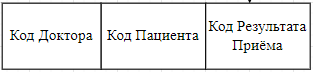 Код Доктора
Код Пациента
Код Результата
Приёма